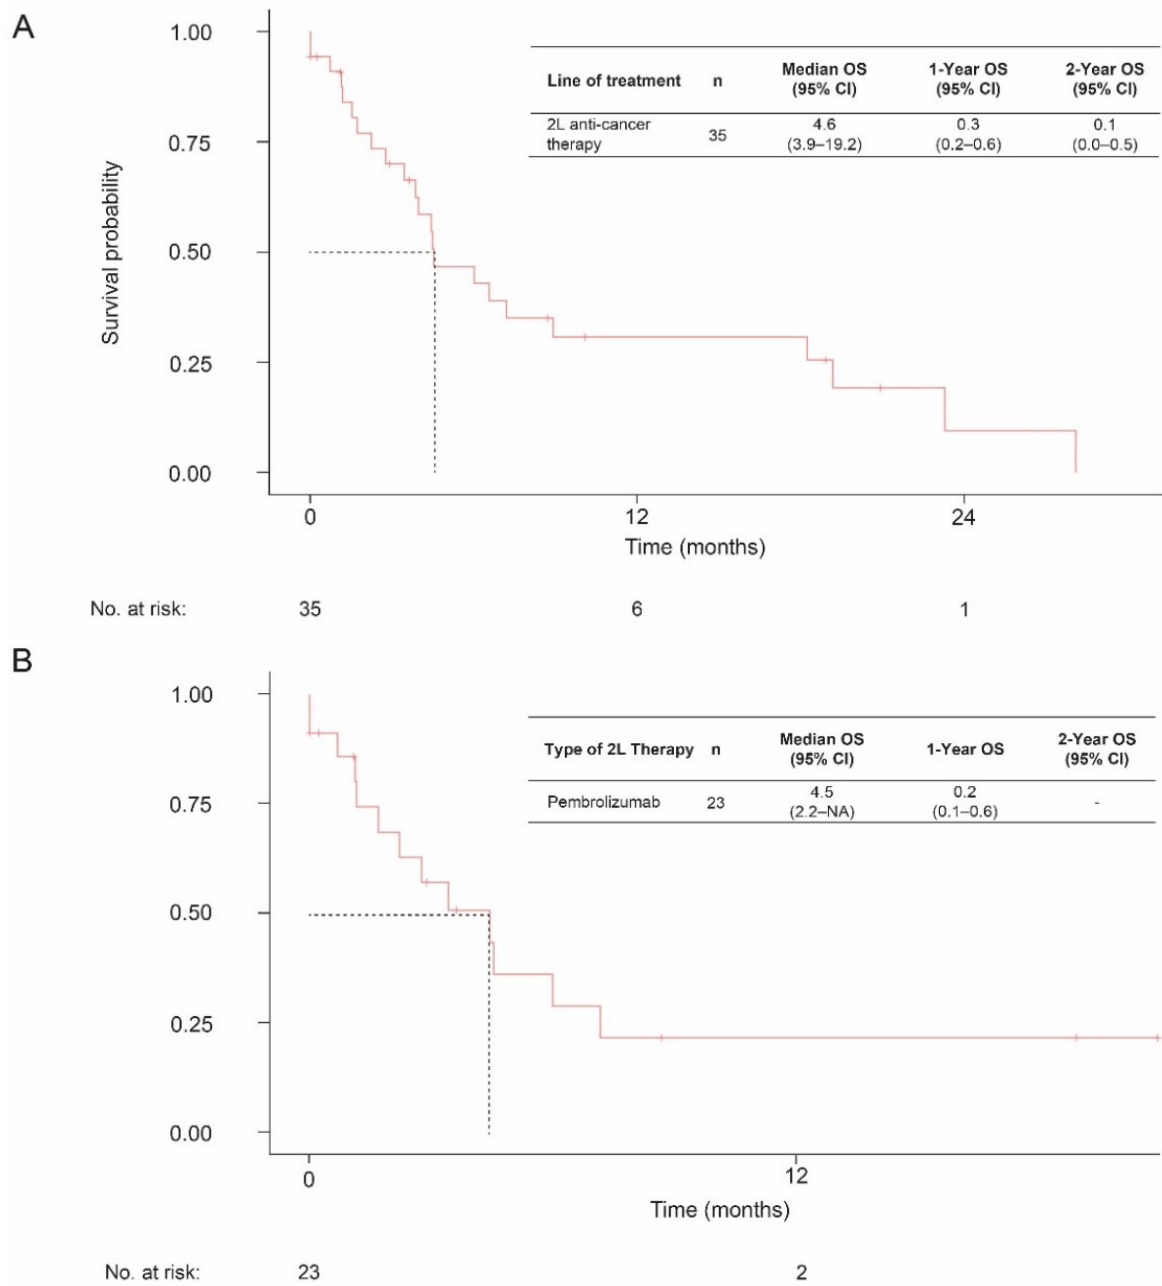 A
1.00
0.75
0.50
0.25
0.00
Survival probability
Line of treatment n Median OS (95% CI) 1-Year OS (95% CI) 2-Year OS (95% CI)
2L anti-cancer therapy 35 4.6 (3.9–19.2) 0.3 (0.2–0.6) 0.1 (0.0–0.5)
0 12 24
Time (months)
No. at risk: 35 6 1
B
1.00
0.75
0.50
0.25
0.00
Type of 2L Therapy n Median OS (95% CI) 1-Year OS 2-Year OS (95% CI)
Pembrolizumab 23 4.5 (2.2–NA) 0.2 (0.1–0.6) -
0 12
Time (months)
No. at risk: 23 2